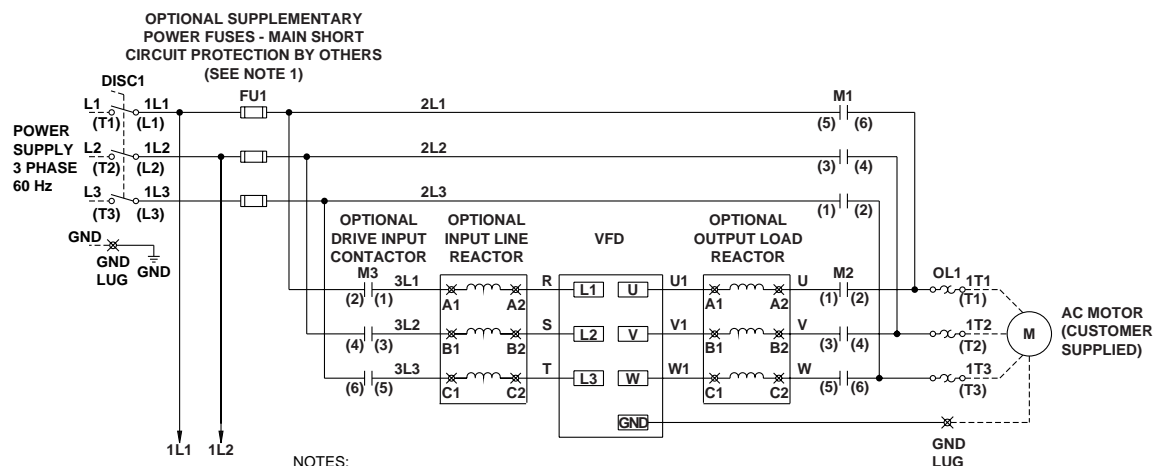 OPTIONAL SUPPLEMENTARY
POWER FUSES - MAIN SHORT
CIRCUIT PROTECTION BY OTHERS
(SEE NOTE 1)
DISC1
FU1
L1 1L1 2L1 M1
(T1) (L1) (5) (6)
POWER
SUPPLY
3 PHASE
60 Hz
L2 1L2 2L2
(T2) (L2) (3) (4)
L3 1L3 2L3
(T3) (L3) (1) (2)
GND
GND
LUG
GND
OPTIONAL
DRIVE INPUT
CONTACTOR
OPTIONAL
INPUT LINE
REACTOR
VFD
OPTIONAL
OUTPUT LOAD
REACTOR
M3 3L1 R L1 U U1 U M2 OL1 1T1
(2) (1) A1 A2 A1 A2 (1) (2) (T1)
3L2 S L2 V V1 V 1T2
(4) (3) B1 B2 B1 B2 (3) (4) (T2)
M
AC MOTOR
(CUSTOMER
SUPPLIED)
3L3 T L3 W W1 W 1T3
(6) (5) C1 C2 C1 C2 (5) (6) (T3)
GND
GND
LUG
1L1 1L2
NOTES: